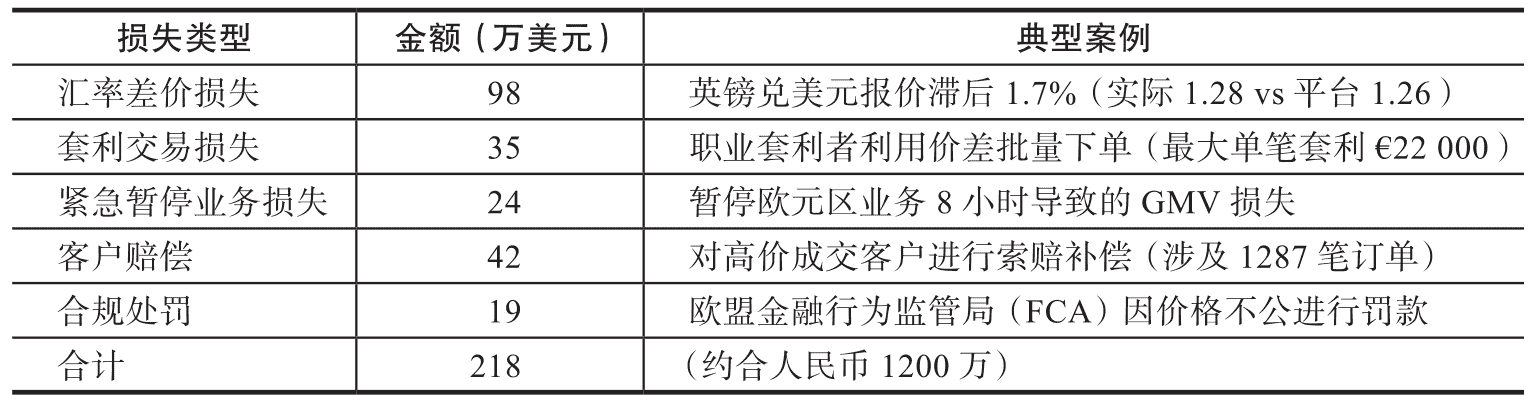 损失类型 金额（万美元） 典型案例
汇率差价损失 98 英镑兑美元报价滞后 1.7%（实际 1.28 vs 平台 1.26）
套利交易损失 35 职业套利者利用价差批量下单（最大单笔套利 €22 000）
紧急暂停业务损失 24 暂停欧元区业务 8 小时导致的 GMV 损失
客户赔偿 42 对高价成交客户进行索赔补偿（涉及 1287 笔订单）
合规处罚 19 欧盟金融行为监管局（FCA）因价格不公进行罚款
合计 218 （约合人民币 1200 万）